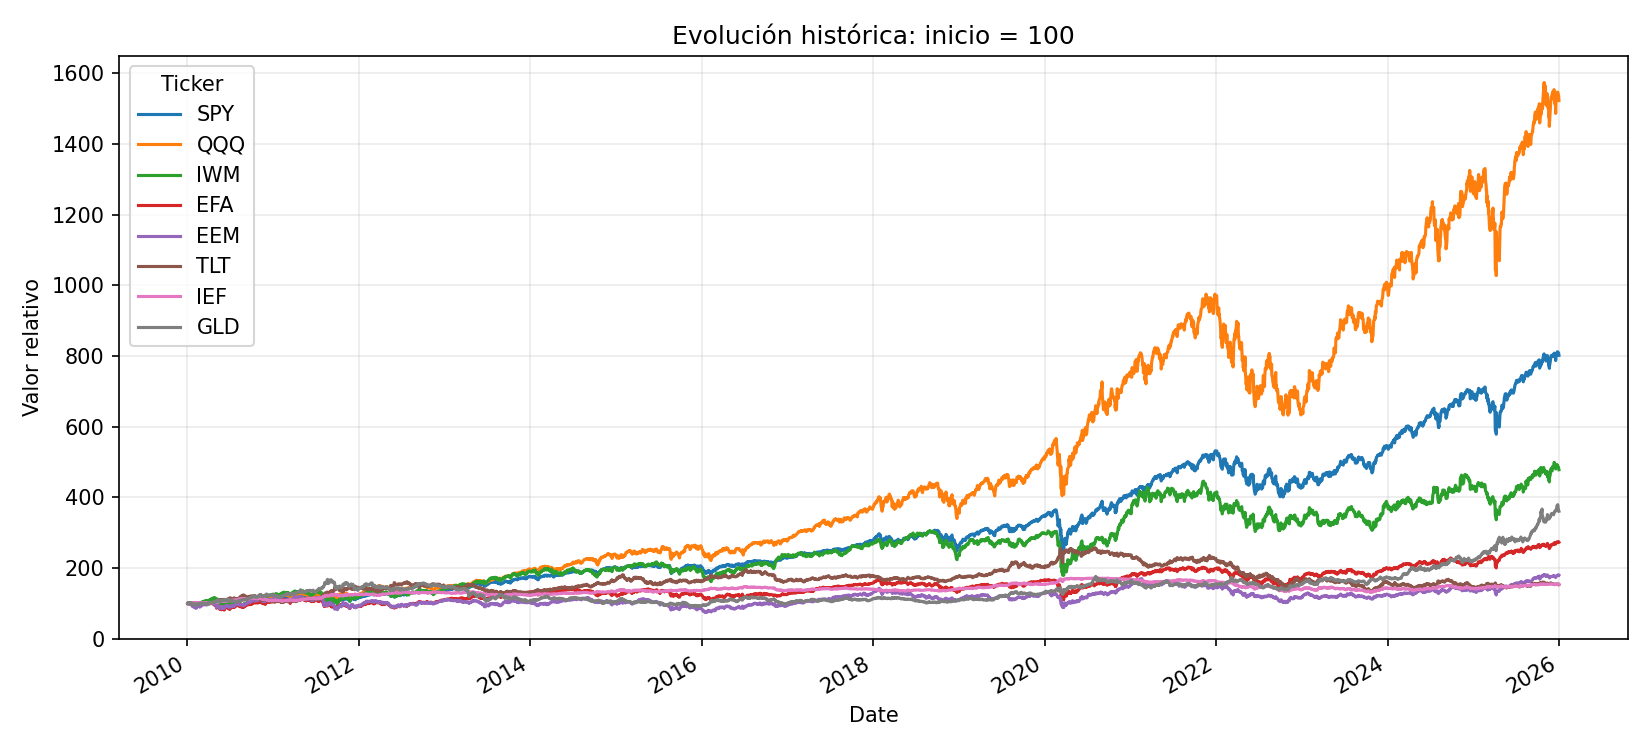 Evolución histórica: inicio = 100
Valor relativo
1600
1400
1200
1000
800
600
400
200
0
Ticker
SPY
QQQ
IWM
EFA
EEM
TLT
IEF
GLD
2010
2012
2014
2016
2018
2020
2022
2024
2026
Date